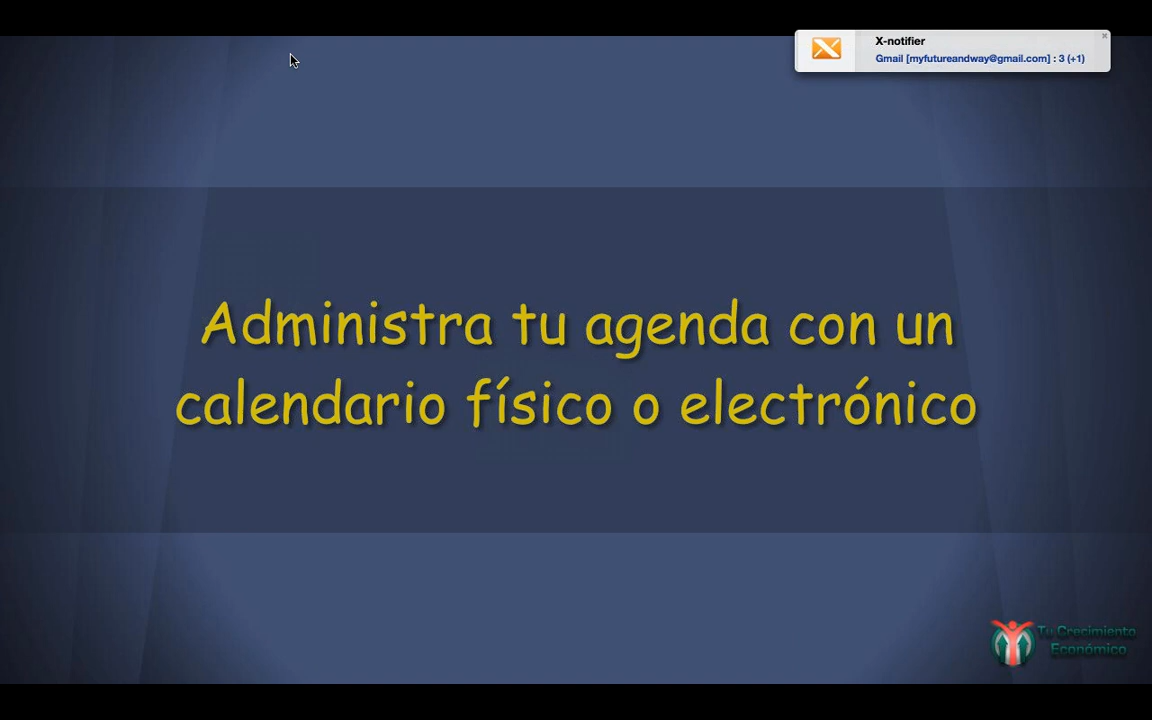 X-notifier
Gmail [myfutureandway@gmail.com] : 3 (+1)
Administra tu agenda con un
calendario físico o electrónico
Tu Crecimiento
Económico